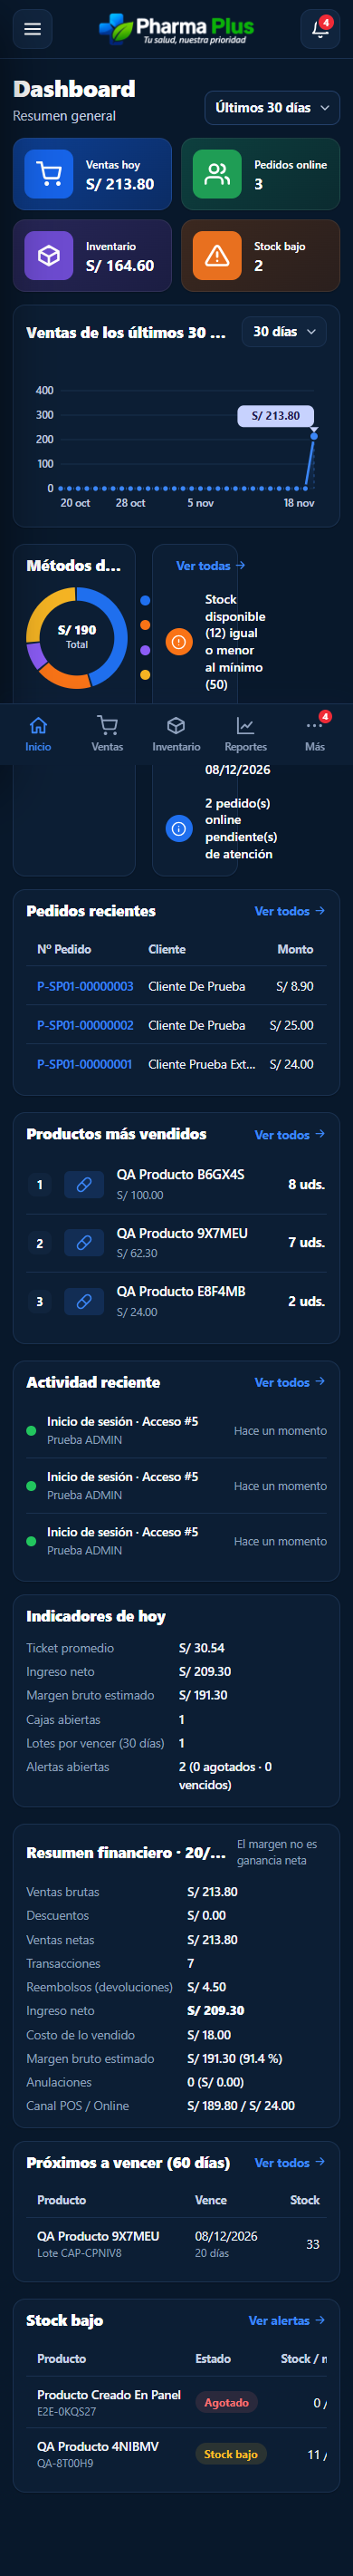 Pharma Plus
Tu salud, nuestra prioridad
4
Dashboard
Resumen general
Últimos 30 días
Ventas hoy
S/ 213.80
Pedidos online
3
Inventario
S/ 164.60
Stock bajo
2
Ventas de los últimos 30 ...
30 días
400
300
200
100
0
S/ 213.80
20 oct
28 oct
5 nov
18 nov
Métodos d...
S/ 190
Total
Ver todas →
Stock
disponible
(12) igual
o menor
al mínimo
(50)
Inicio
Ventas
Inventario
Reportes
Más
4
08/12/2026
2 pedido(s)
online
pendiente(s)
de atención
Pedidos recientes
Ver todos →
Nº Pedido Cliente Monto
P-SP01-00000003 Cliente De Prueba S/ 8.90
P-SP01-00000002 Cliente De Prueba S/ 25.00
P-SP01-00000001 Cliente Prueba Ext... S/ 24.00
Productos más vendidos
Ver todos →
1
QA Producto B6GX4S
S/ 100.00
8 uds.
2
QA Producto 9X7MEU
S/ 62.30
7 uds.
3
QA Producto E8F4MB
S/ 24.00
2 uds.
Actividad reciente
Ver todos →
Inicio de sesión · Acceso #5
Prueba ADMIN
Hace un momento
Inicio de sesión · Acceso #5
Prueba ADMIN
Hace un momento
Inicio de sesión · Acceso #5
Prueba ADMIN
Hace un momento
Indicadores de hoy
Ticket promedio S/ 30.54
Ingreso neto S/ 209.30
Margen bruto estimado S/ 191.30
Cajas abiertas 1
Lotes por vencer (30 días) 1
Alertas abiertas 2 (0 agotados · 0
vencidos)
Resumen financiero · 20/...
El margen no es
ganancia neta
Ventas brutas S/ 213.80
Descuentos S/ 0.00
Ventas netas S/ 213.80
Transacciones 7
Reembolsos (devoluciones) S/ 4.50
Ingreso neto S/ 209.30
Costo de lo vendido S/ 18.00
Margen bruto estimado S/ 191.30 (91.4 %)
Anulaciones 0 (S/ 0.00)
Canal POS / Online S/ 189.80 / S/ 24.00
Próximos a vencer (60 días)
Ver todos →
Producto Vence Stock
QA Producto 9X7MEU
Lote CAP-CPNIV8
08/12/2026
20 días
33
Stock bajo
Ver alertas →
Producto Estado Stock /
Producto Creado En Panel
E2E-0KQS27
Agotado
0 /
QA Producto 4NIBMV
QA-8T00H9
Stock bajo
11 /